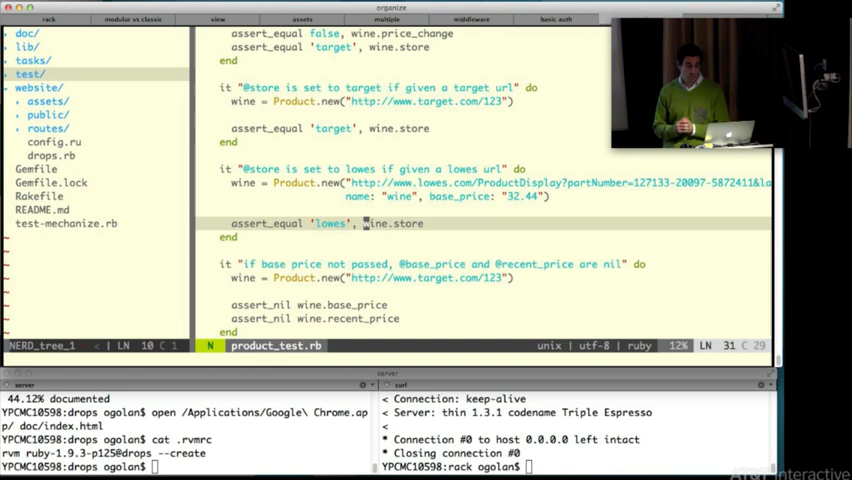 organize
rack modular vs classic view assets multiple middleware basic auth
doc/
lib/
tasks/
test/
website/
assets/
public/
routes/
config.ru
drops.rb
Gemfile
Gemfile.lock
Rakefile
README.md
test-mechanize.rb
~
~
~
~
~
~
~
NERD_tree_1 < | LN 10 C 1
assert_equal false, wine.price_change
assert_equal 'target', wine.store
end
it "@store is set to target if given a target url" do
wine = Product.new("http://www.target.com/123")
assert_equal 'target', wine.store
end
it "@store is set to lowes if given a lowes url" do
wine = Product.new("http://www.lowes.com/ProductDisplay?partNumber=127133-20097-5872411&la
name: "wine", base_price: "32.44")
assert_equal 'lowes', wine.store
end
it "if base price not passed, @base_price and @recent_price are nil" do
wine = Product.new("http://www.target.com/123")
assert_nil wine.base_price
assert_nil wine.recent_price
end
N product_test.rb unix | utf-8 | ruby 12% LN 31 C 29
server
server
44.12% documented
YPCMC10598:drops ogolan$ open /Applications/Google\ Chrome.ap
p/ doc/index.html
YPCMC10598:drops ogolan$ cat .rvmrc
rvm ruby-1.9.3-p125@drops --create
YPCMC10598:drops ogolan$
curl
< Connection: keep-alive
< Server: thin 1.3.1 codename Triple Espresso
<
* Connection #0 to host 0.0.0.0 left intact
* Closing connection #0
YPCMC10598:rack ogolan$
AT&T Interactive